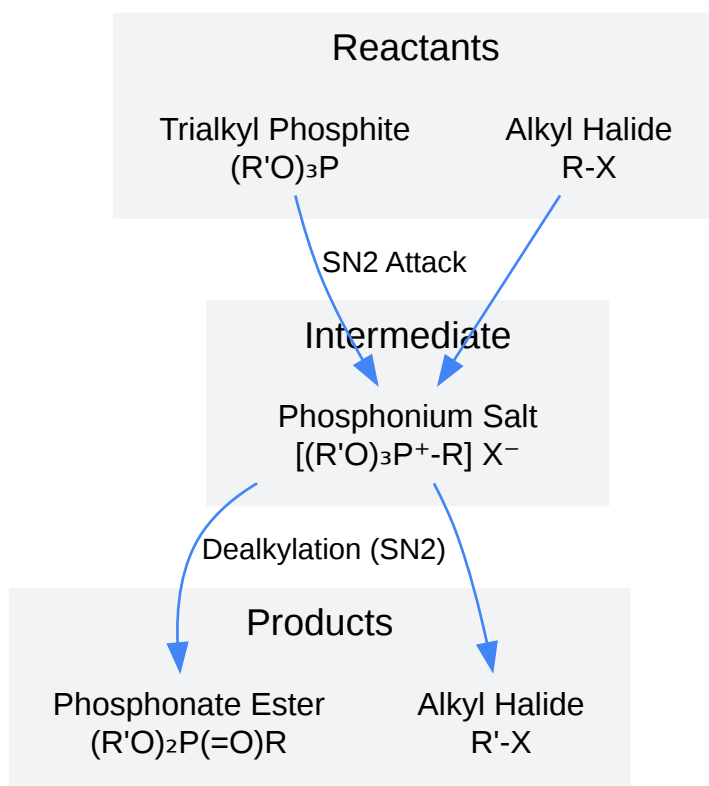 Reactants
Trialkyl Phosphite
(R'O)₃P
Alkyl Halide
R-X
SN2 Attack
Intermediate
Phosphonium Salt
[(R'O)₃P⁺-R] X⁻
Dealkylation (SN2)
Products
Phosphonate Ester
(R'O)₂P(=O)R
Alkyl Halide
R'-X